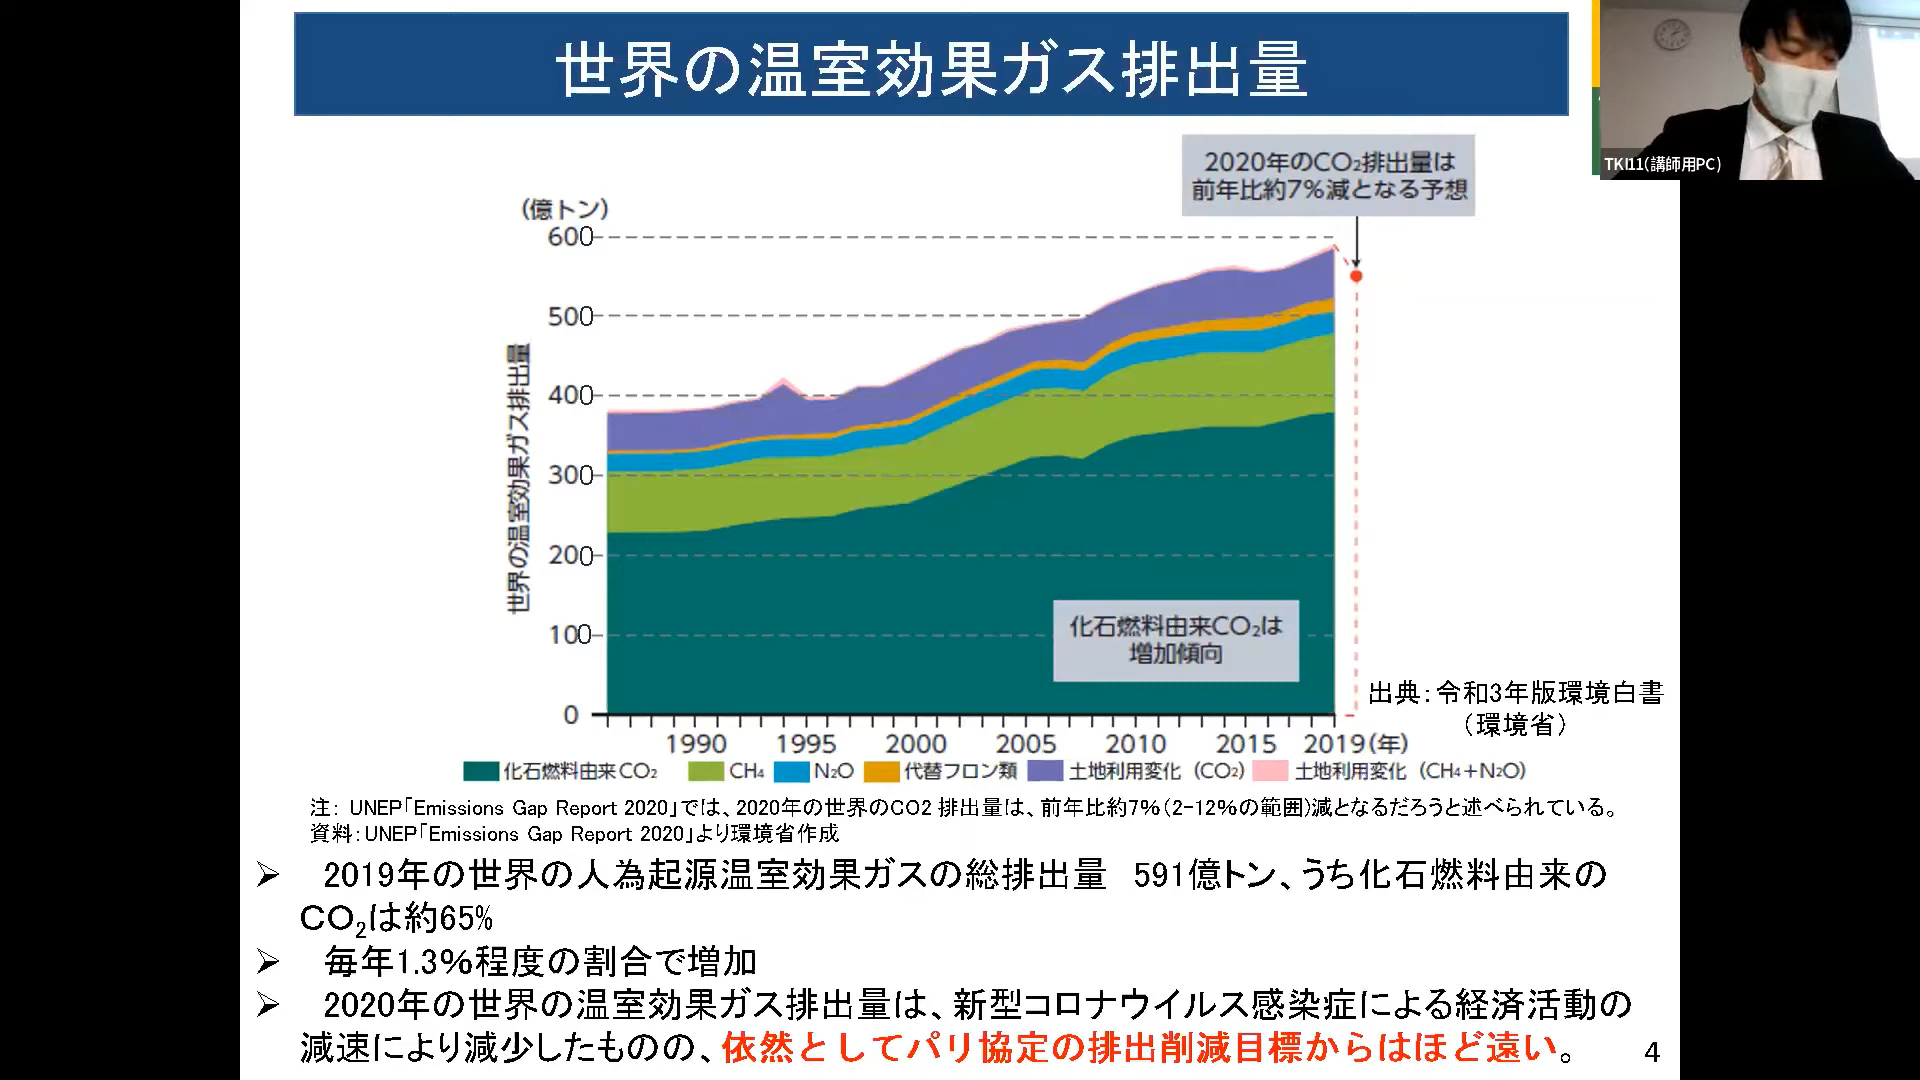 世界の温室効果ガス排出量
TKI11(講師用PC)
2020年のCO₂排出量は
前年比約7%減となる予想
(億トン)
600
500
400
300
200
100
0
世界の温室効果ガス排出量
化石燃料由来CO₂は
増加傾向
1990 1995 2000 2005 2010 2015 2019(年)
出典：令和3年版環境白書
（環境省）
化石燃料由来CO₂ CH₄ N₂O 代替フロン類 土地利用変化（CO₂） 土地利用変化（CH₄+N₂O）
注： UNEP「Emissions Gap Report 2020」では、2020年の世界のCO2 排出量は、前年比約7%（2-12%の範囲)減となるだろうと述べられている。
資料：UNEP「Emissions Gap Report 2020」より環境省作成
➢ 2019年の世界の人為起源温室効果ガスの総排出量 591億トン、うち化石燃料由来の
CO₂は約65%
➢ 毎年1.3%程度の割合で増加
➢ 2020年の世界の温室効果ガス排出量は、新型コロナウイルス感染症による経済活動の
減速により減少したものの、依然としてパリ協定の排出削減目標からはほど遠い。
4